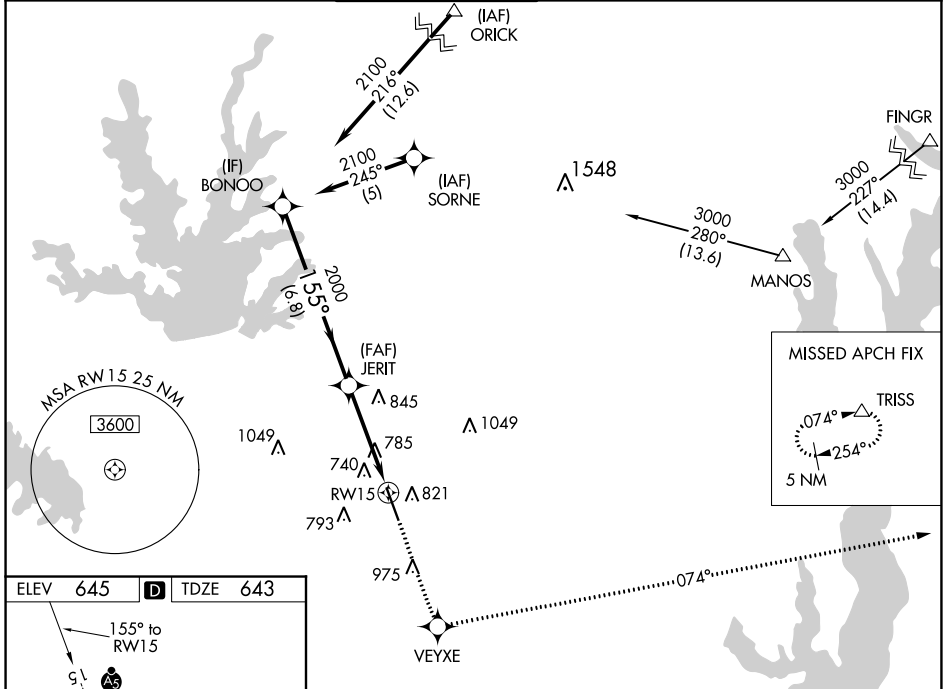 (IAF)
ORICK
2100
216°
(12.6)
FINGR
3000
227°
(14.4)
(IF)
BONOO
2100
245°
(5)
(IAF)
SORNE
1548
3000
280°
(13.6)
MANOS
2000
155°
(6.8)
(FAF)
JERIT
845
MSA RW15 25 NM
3600
1049
1049
785
740
RW15
821
793
975
MISSED APCH FIX
TRISS
074°
254°
5 NM
074°
VEYXE
ELEV 645 D TDZE 643
155° to
RW15
15
A5